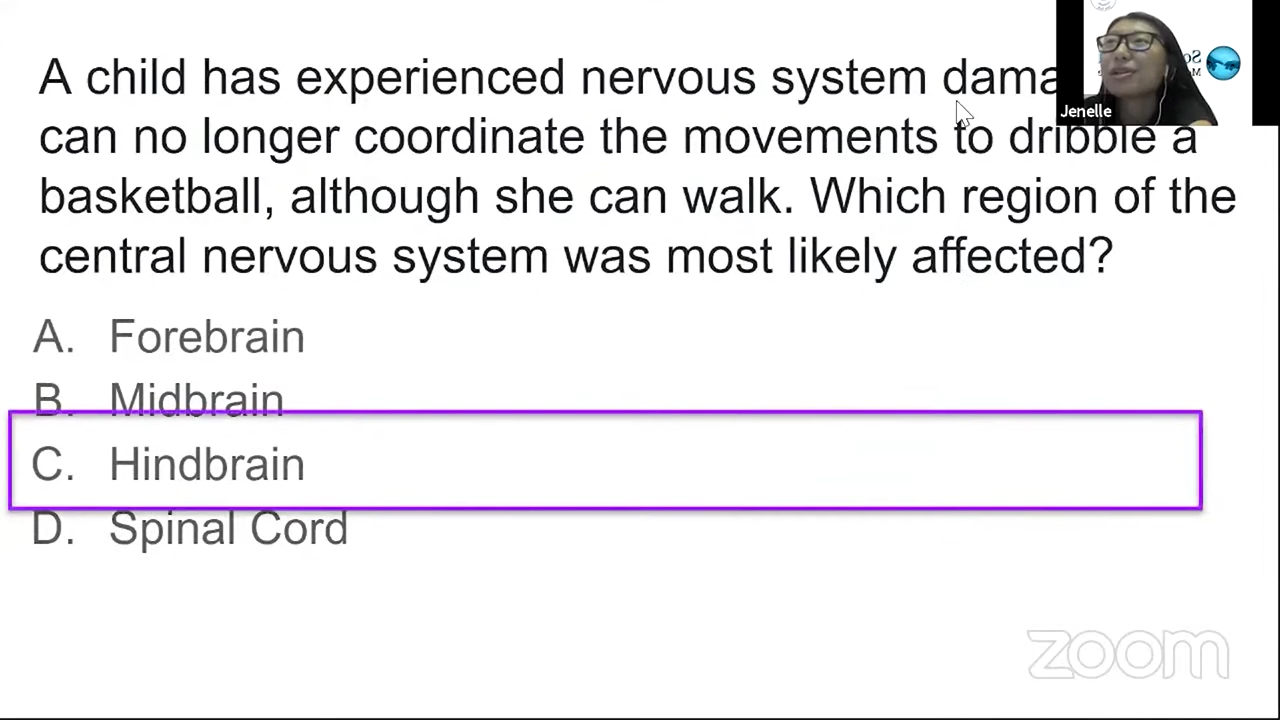 A child has experienced nervous system
can no longer coordinate the movements to dribble a
basketball, although she can walk. Which region of the
central nervous system was most likely affected?
A. Forebrain
B. Midbrain
C. Hindbrain
D. Spinal Cord
Jenelle
zoom